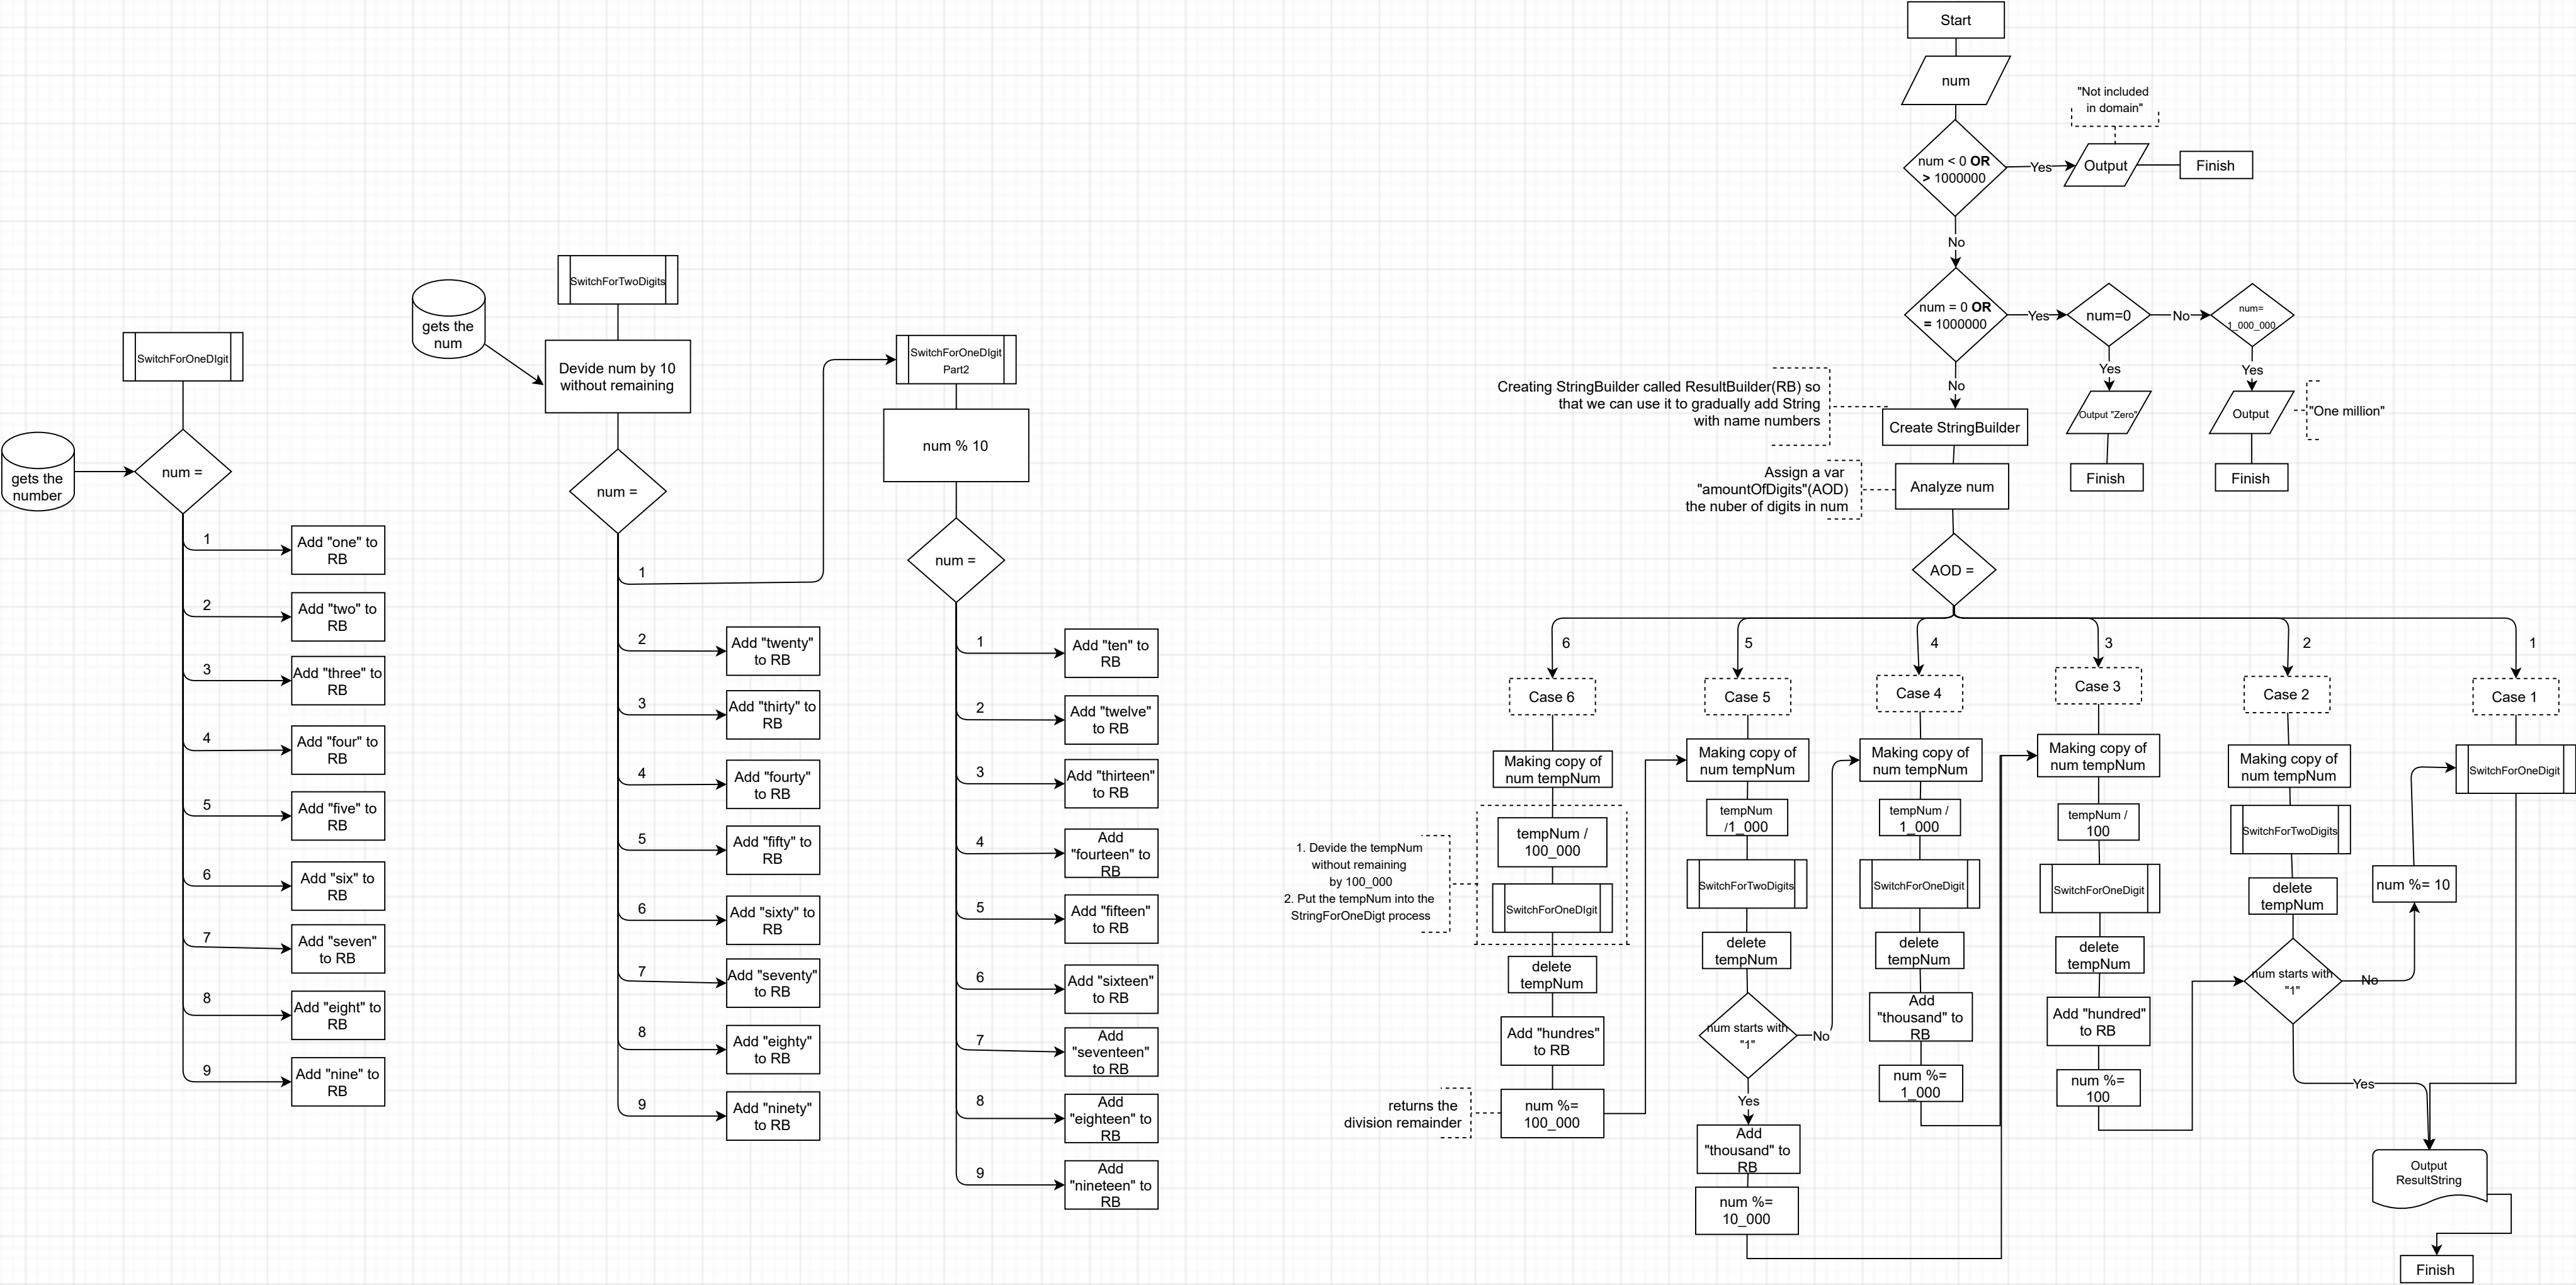 SwitchForOneDIgit
gets the
number
num =
1
Add "one" to
RB
2
Add "two" to
RB
3
Add "three" to
RB
4
Add "four" to
RB
5
Add "five" to
RB
6
Add "six" to
RB
7
Add "seven"
to RB
8
Add "eight" to
RB
9
Add "nine" to
RB
gets the
num
SwitchForTwoDigits
Devide num by 10
without remaining
num =
1
2
Add "twenty"
to RB
3
Add "thirty" to
RB
4
Add "fourty"
to RB
5
Add "fifty" to
RB
6
Add "sixty" to
RB
7
Add "seventy"
to RB
8
Add "eighty"
to RB
9
Add "ninety"
to RB
SwitchForOneDIgit
Part2
num % 10
num =
1
Add "ten" to
RB
2
Add "twelve"
to RB
3
Add "thirteen"
to RB
4
Add
"fourteen" to
RB
5
Add "fifteen"
to RB
6
Add "sixteen"
to RB
7
Add
"seventeen"
to RB
8
Add
"eighteen" to
RB
9
Add
"nineteen" to
RB
Start
num
num < 0 OR
> 1000000
Yes
Output
"Not included
in domain"
Finish
No
num = 0 OR
= 1000000
Yes
num=0
No
num=
1_000_000
Yes
Output "Zero"
Finish
Yes
Output
"One million"
Finish
No
Creating StringBuilder called ResultBuilder(RB) so
that we can use it to gradually add String
with name numbers
Create StringBuilder
Assign a var
"amountOfDigits"(AOD)
the nuber of digits in num
Analyze num
AOD =
6
5
4
3
2
1
Case 6
Making copy of
num tempNum
tempNum /
100_000
SwitchForOneDIgit
1. Devide the tempNum
without remaining
by 100_000
2. Put the tempNum into the
StringForOneDigt process
delete
tempNum
Add "hundres"
to RB
num %=
100_000
returns the
division remainder
Case 5
Making copy of
num tempNum
tempNum
/1_000
SwitchForTwoDigits
delete
tempNum
num starts with
"1"
No
Yes
Add
"thousand" to
RB
num %=
10_000
Case 4
Making copy of
num tempNum
tempNum /
1_000
SwitchForOneDigit
delete
tempNum
Add
"thousand" to
RB
num %=
1_000
Case 3
Making copy of
num tempNum
tempNum /
100
SwitchForOneDigit
delete
tempNum
Add "hundred"
to RB
num %=
100
Case 2
Making copy of
num tempNum
SwitchForTwoDigits
delete
tempNum
num starts with
"1"
No
num %= 10
Yes
Case 1
SwitchForOneDigit
Output
ResultString
Finish